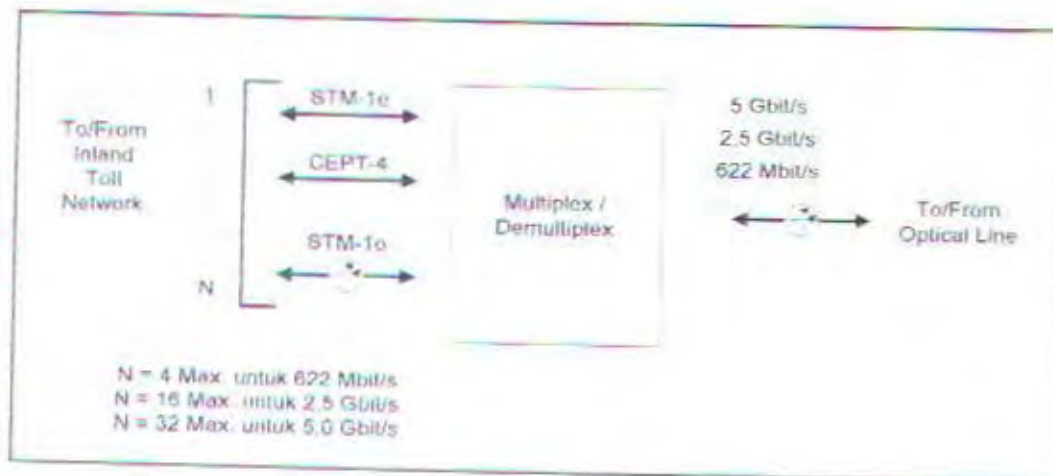 1
To/From
Inland
Toll
Network
N
STM-1e
CEPT-4
STM-1o
Multiplex /
Demultiplex
5 Gbit/s
2.5 Gbit/s
622 Mbit/s
To/From
Optical Line
N = 4 Max. untuk 622 Mbit/s
N = 16 Max. untuk 2.5 Gbit/s
N = 32 Max. untuk 5.0 Gbit/s